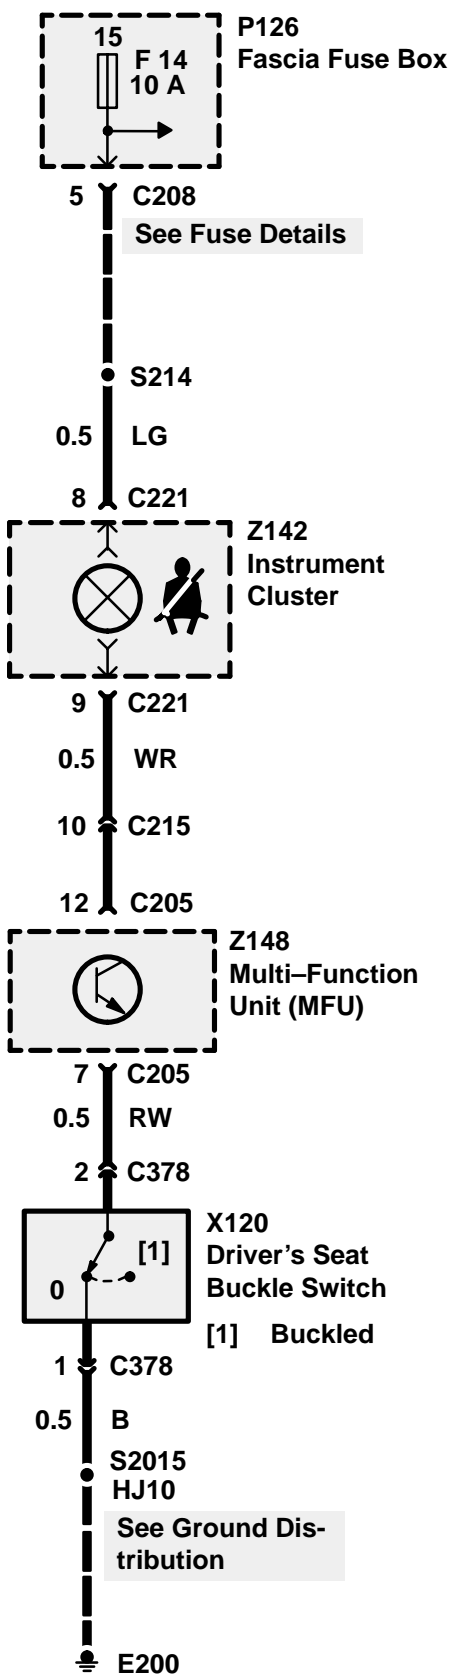 P126
Fascia Fuse Box
15
F 14
10 A
5 C208
See Fuse Details
S214
0.5 LG
8 C221
Z142
Instrument
Cluster
9 C221
0.5 WR
10 C215
12 C205
Z148
Multi–Function
Unit (MFU)
7 C205
0.5 RW
2 C378
X120
Driver's Seat
Buckle Switch
[1] Buckled
[1]
0
1 C378
0.5 B
S2015
HJ10
See Ground Dis-
tribution
E200